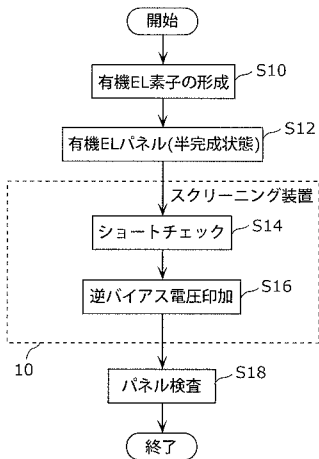 開始
有機EL素子の形成
S10
有機ELパネル(半完成状態)
S12
スクリーニング装置
ショートチェック
S14
逆バイアス電圧印加
S16
10
パネル検査
S18
終了